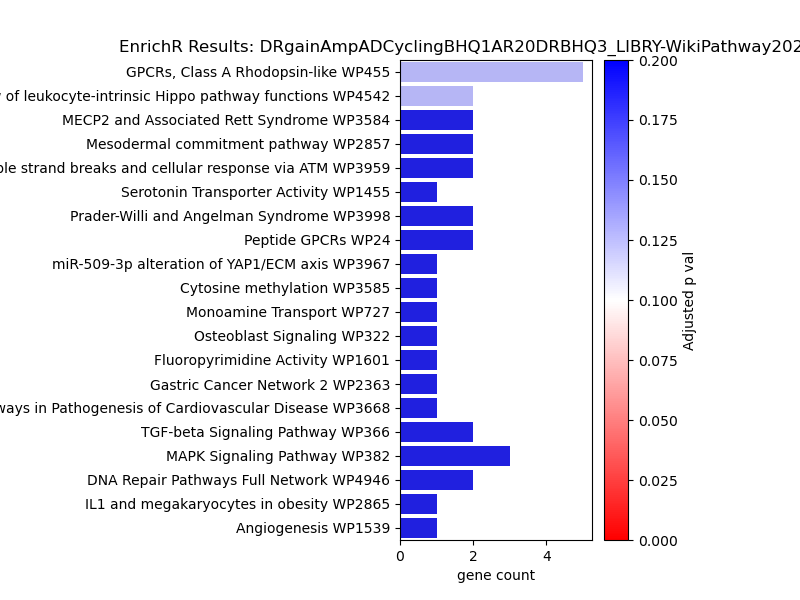 EnrichR Results: DRgainAmpADCyclingBHQ1AR20DRBHQ3_LIBRY-WikiPathway202
GPCRs, Class A Rhodopsin-like WP455
of leukocyte-intrinsic Hippo pathway functions WP4542
MECP2 and Associated Rett Syndrome WP3584
Mesodermal commitment pathway WP2857
ble strand breaks and cellular response via ATM WP3959
Serotonin Transporter Activity WP1455
Prader-Willi and Angelman Syndrome WP3998
Peptide GPCRs WP24
miR-509-3p alteration of YAP1/ECM axis WP3967
Cytosine methylation WP3585
Monoamine Transport WP727
Osteoblast Signaling WP322
Fluoropyrimidine Activity WP1601
Gastric Cancer Network 2 WP2363
ways in Pathogenesis of Cardiovascular Disease WP3668
TGF-beta Signaling Pathway WP366
MAPK Signaling Pathway WP382
DNA Repair Pathways Full Network WP4946
IL1 and megakaryocytes in obesity WP2865
Angiogenesis WP1539
0 2 4
gene count
0.200
0.175
0.150
0.125
0.100
0.075
0.050
0.025
0.000
Adjusted p val